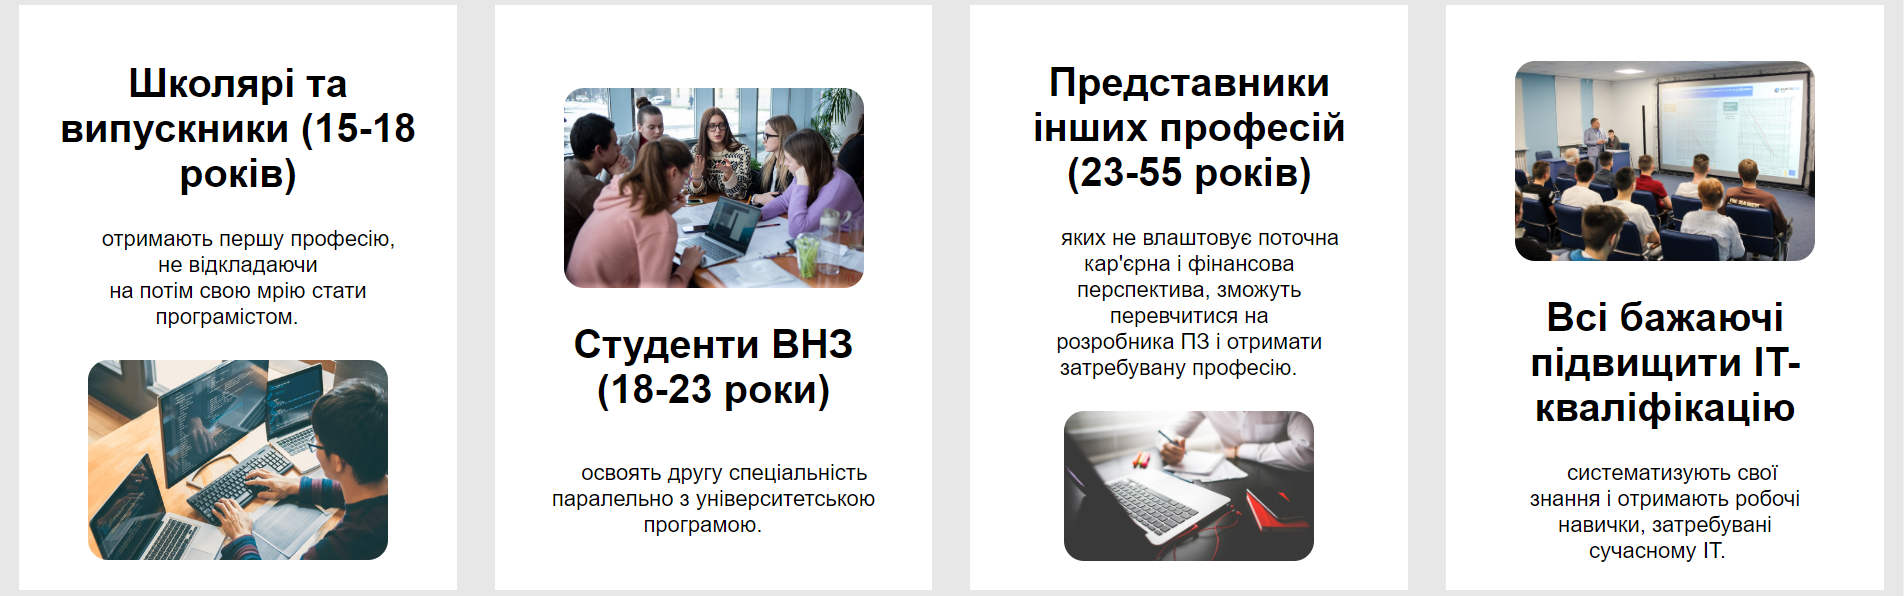 Школярі та
випускники (15-18
років)
отримають першу професію,
не відкладаючи
на потім свою мрію стати
програмістом.
Студенти ВНЗ
(18-23 роки)
освоять другу спеціальність
паралельно з університетською
програмою.
Представники
інших професій
(23-55 років)
яких не влаштовує поточна
кар'єрна і фінансова
перспектива, зможуть
перевчитися на
розробника ПЗ і отримати
затребувану професію.
Всі бажаючі
підвищити ІТ-
кваліфікацію
систематизують свої
знання і отримають робочі
навички, затребувані
сучасному ІТ.